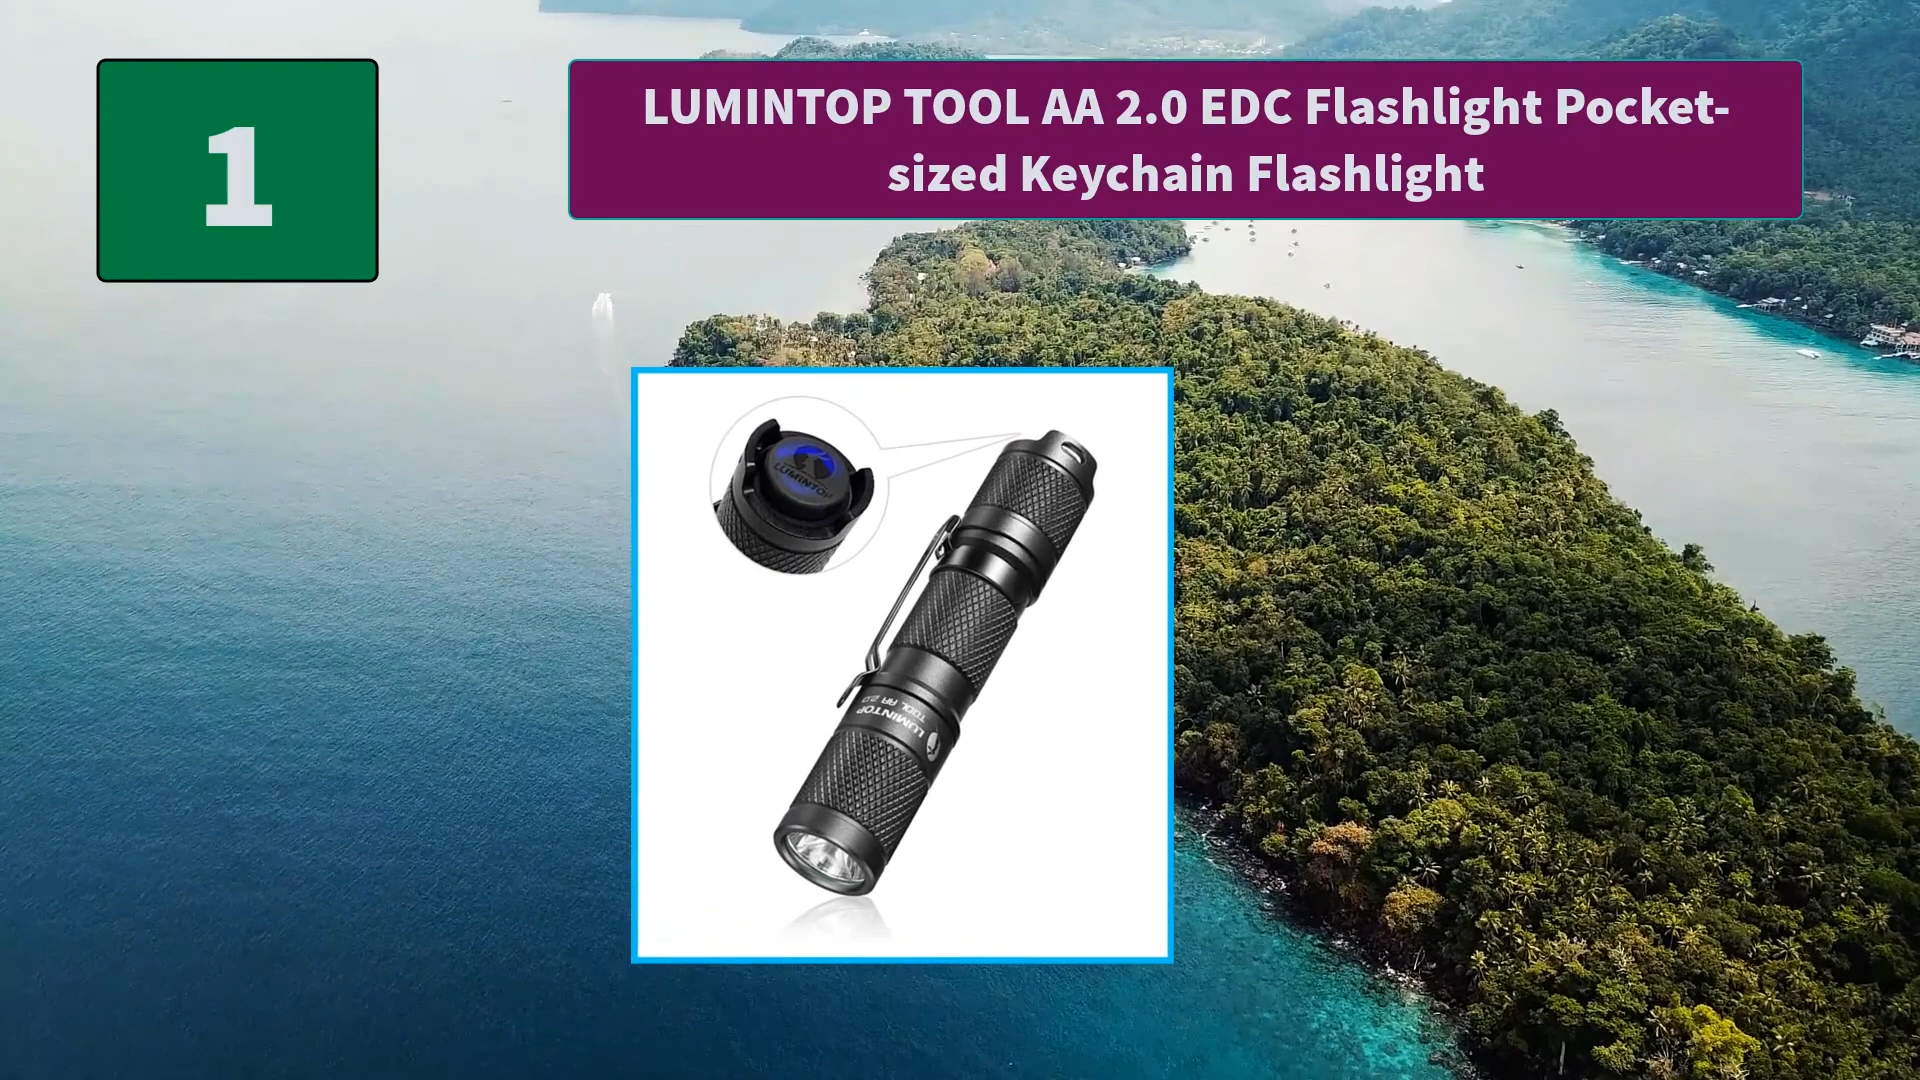 1
LUMINTOP TOOL AA 2.0 EDC Flashlight Pocket-
sized Keychain Flashlight
LUMINTOP
LUMINTOP
TOOL AA 2.0